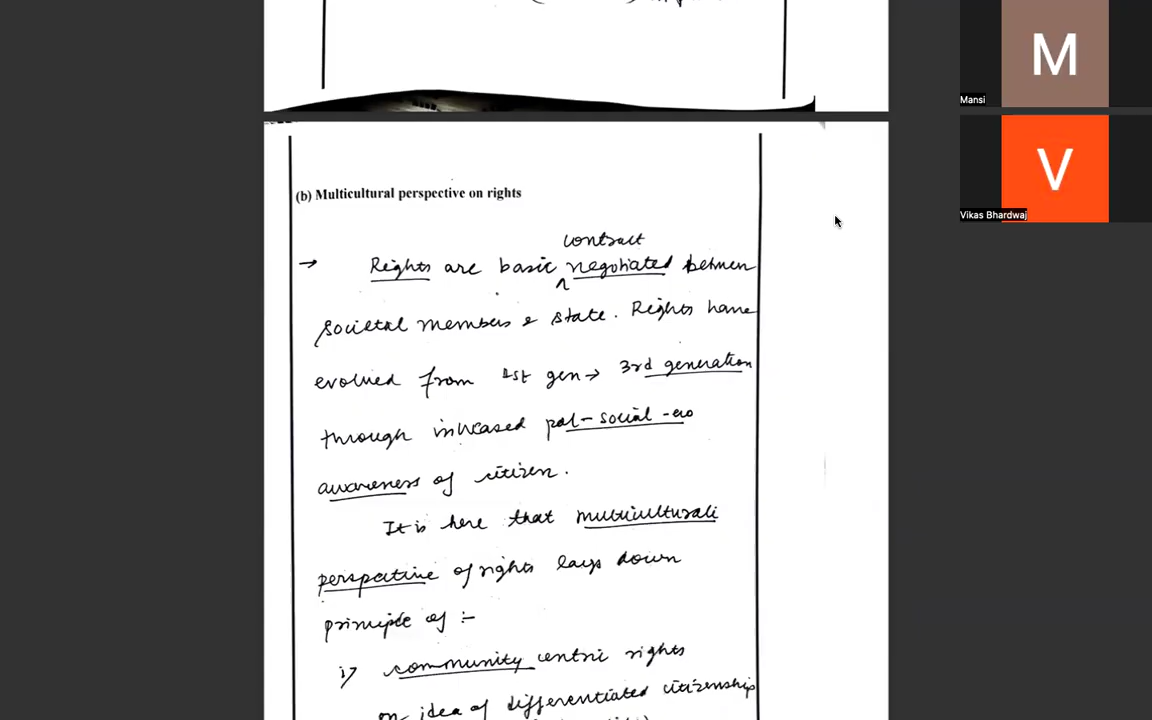 (b) Multicultural perspective on rights
contract
→ Rights are basic ^ negotiated between
societal members & state. Rights have
evolved from 1st gen → 3rd generation
through increased pol-social-eco
awareness of citizen.
It is here that multiculturali
perspective of rights lays down
principle of :-
i) community centric rights
on idea of differentiated citizenship
Mansi
Vikas Bhardwaj
M
V